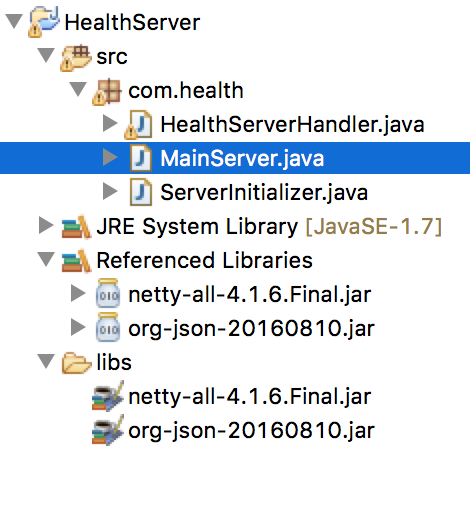 HealthServer
src
com.health
HealthServerHandler.java
MainServer.java
ServerInitializer.java
JRE System Library [JavaSE-1.7]
Referenced Libraries
netty-all-4.1.6.Final.jar
org-json-20160810.jar
libs
netty-all-4.1.6.Final.jar
org-json-20160810.jar